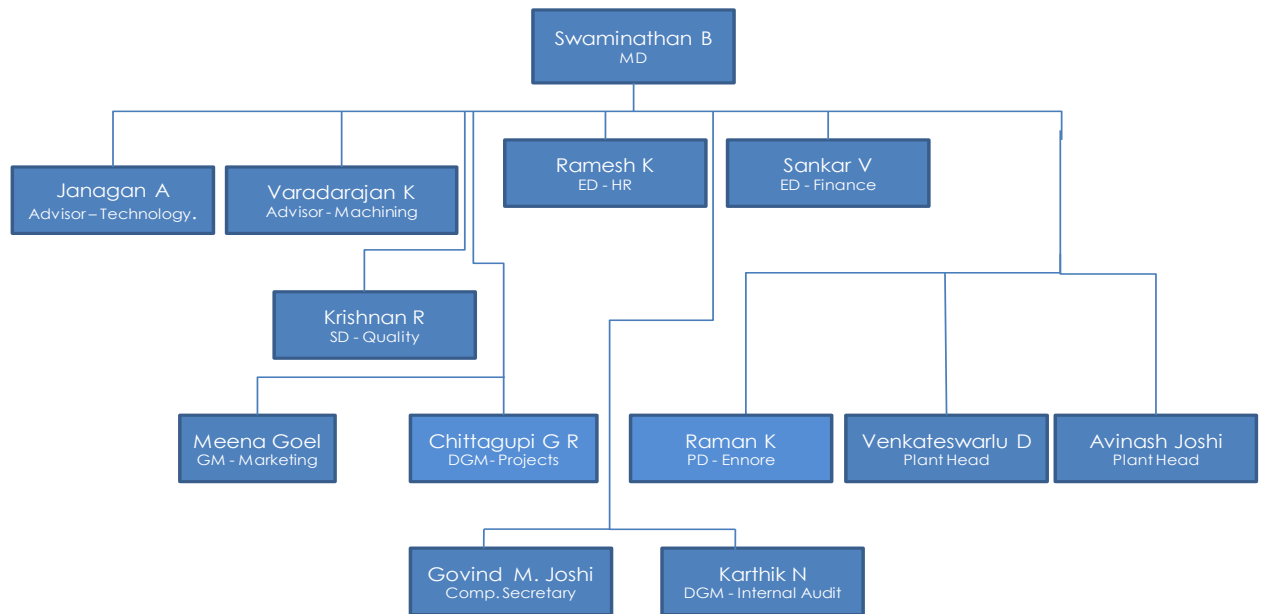 Swaminathan B
MD
Ramesh K
ED - HR
Sankar V
ED - Finance
Janagan A
Advisor – Technology.
Varadarajan K
Advisor - Machining
Krishnan R
SD - Quality
Meena Goel
GM - Marketing
Chittagupi G R
DGM- Projects
Raman K
PD - Ennore
Venkateswarlu D
Plant Head
Avinash Joshi
Plant Head
Govind M. Joshi
Comp. Secretary
Karthik N
DGM - Internal Audit